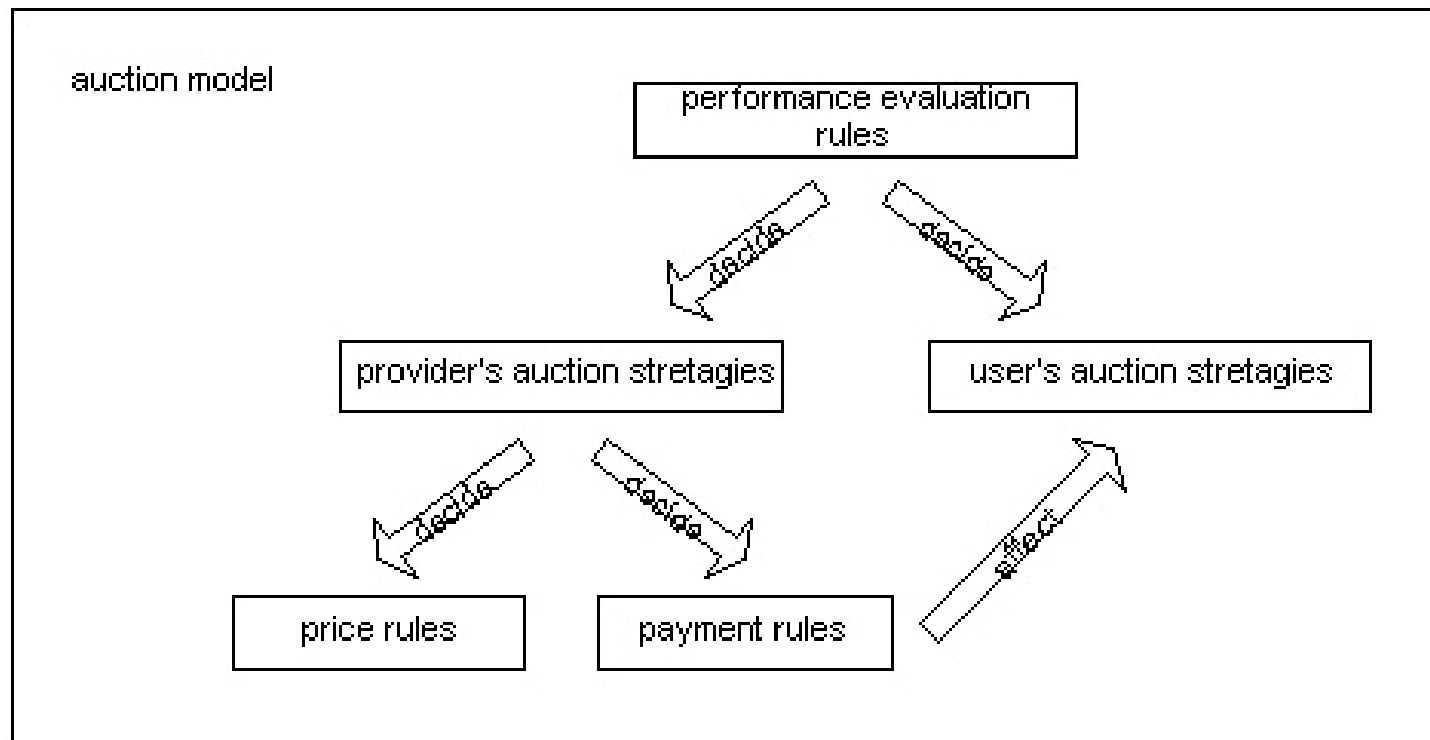 auction model
performance evaluation
rules
decide
decide
provider's auction stretagies
user's auction stretagies
decide
decide
affect
price rules
payment rules